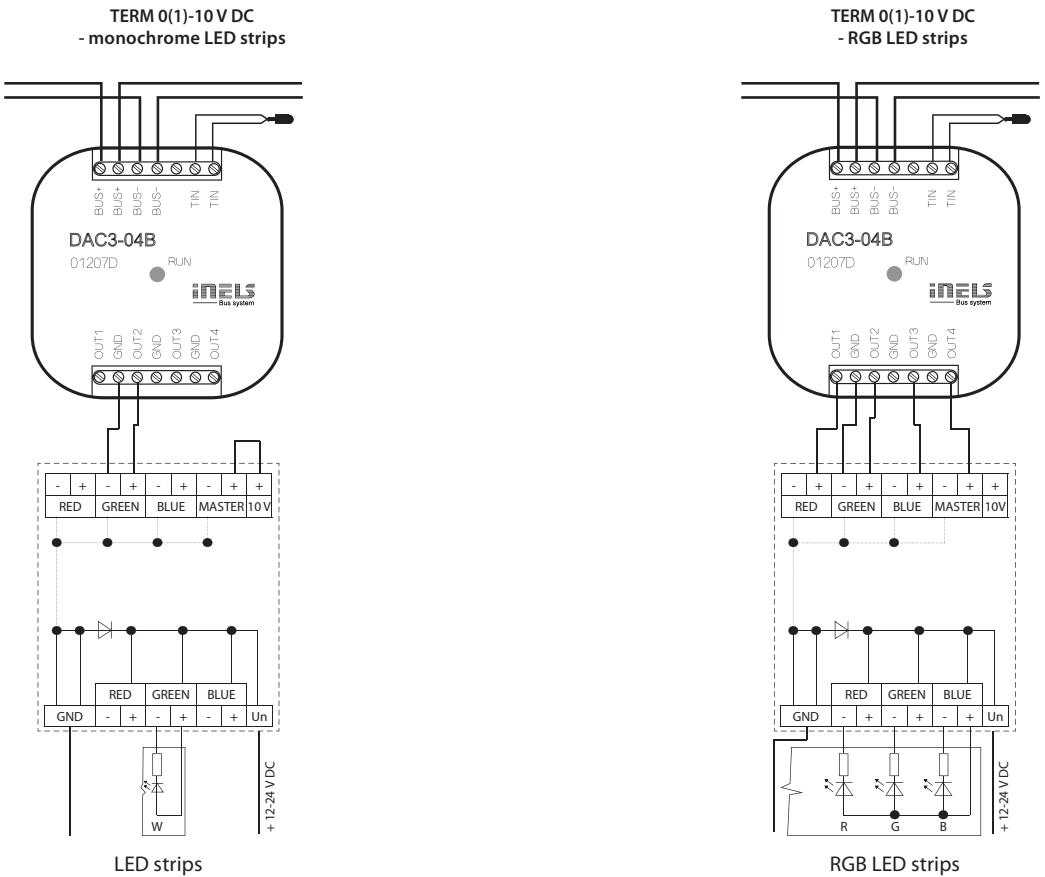 TERM 0(1)-10 V DC
- monochrome LED strips
BUS+ BUS+ BUS- BUS- TIN TIN
DAC3-04B
01207D RUN
iNELS
Bus system
OUT1 GND OUT2 GND OUT3 GND OUT4
- + - + - + - + +
RED GREEN BLUE MASTER 10 V
RED GREEN BLUE
GND - + - + - + Un
W
+ 12-24 V DC
LED strips
TERM 0(1)-10 V DC
- RGB LED strips
BUS+ BUS+ BUS- BUS- TIN TIN
DAC3-04B
01207D RUN
iNELS
Bus system
OUT1 GND OUT2 GND OUT3 GND OUT4
- + - + - + - + +
RED GREEN BLUE MASTER 10V
RED GREEN BLUE
GND - + - + - + Un
R G B
+ 12-24 V DC
RGB LED strips